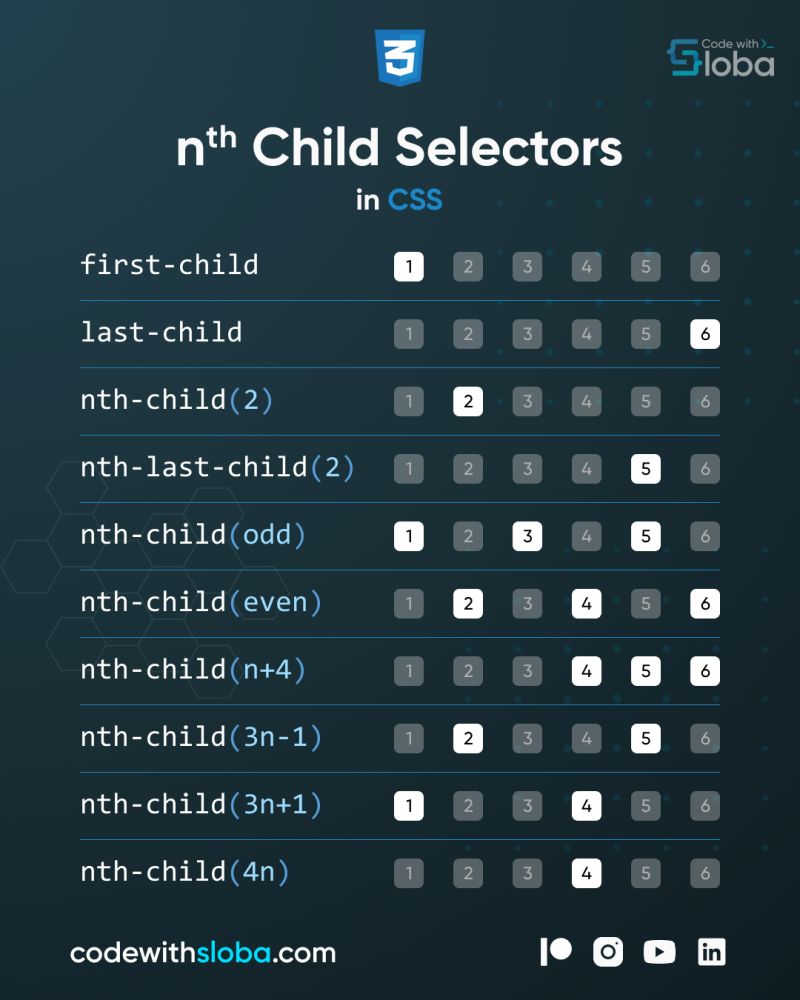 3
Code with >_
Sloba
nth Child Selectors
in CSS
first-child 1 2 3 4 5 6
last-child 1 2 3 4 5 6
nth-child(2) 1 2 3 4 5 6
nth-last-child(2) 1 2 3 4 5 6
nth-child(odd) 1 2 3 4 5 6
nth-child(even) 1 2 3 4 5 6
nth-child(n+4) 1 2 3 4 5 6
nth-child(3n-1) 1 2 3 4 5 6
nth-child(3n+1) 1 2 3 4 5 6
nth-child(4n) 1 2 3 4 5 6
codewithsloba.com in